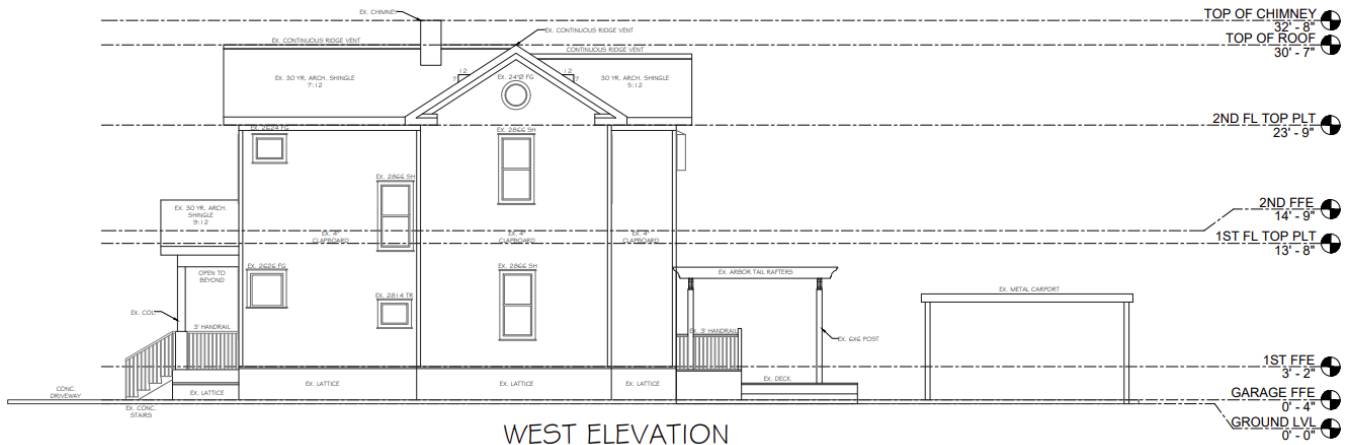 EX. CHIMNEY
TOP OF CHIMNEY
32' - 8"
EX. CONTINUOUS RIDGE VENT
EX. CONTINUOUS RIDGE VENT
TOP OF ROOF
30' - 7"
CONTINUOUS RIDGE VENT
EX. 30 YR. ARCH. SHINGLE
7:12
12
7
EX. 24"Ø FG
12
7
30 YR. ARCH. SHINGLE
5:12
2ND FL TOP PLT
23' - 9"
EX. 2624 FG
EX. 2866 SH
EX. 2866 SH
EX. 30 YR. ARCH.
SHINGLE
9:12
2ND FFE
14' - 9"
EX. 4"
CLAPBOARD
EX. 4"
CLAPBOARD
EX. 4"
CLAPBOARD
1ST FL TOP PLT
13' - 8"
OPEN TO
BEYOND
EX. 2626 FG
EX. 2866 SH
EX. ARBOR TAIL RAFTERS
EX. METAL CARPORT
EX. 2814 TR
EX. COL.
3' HANDRAIL
EX. 3' HANDRAIL
EX. 6X6 POST
1ST FFE
3' - 2"
CONC.
DRIVEWAY
EX. LATTICE
EX. LATTICE
EX. LATTICE
EX. LATTICE
EX. DECK
GARAGE FFE
0' - 4"
EX. CONC.
STAIRS
GROUND LVL
0' - 0"
WEST ELEVATION